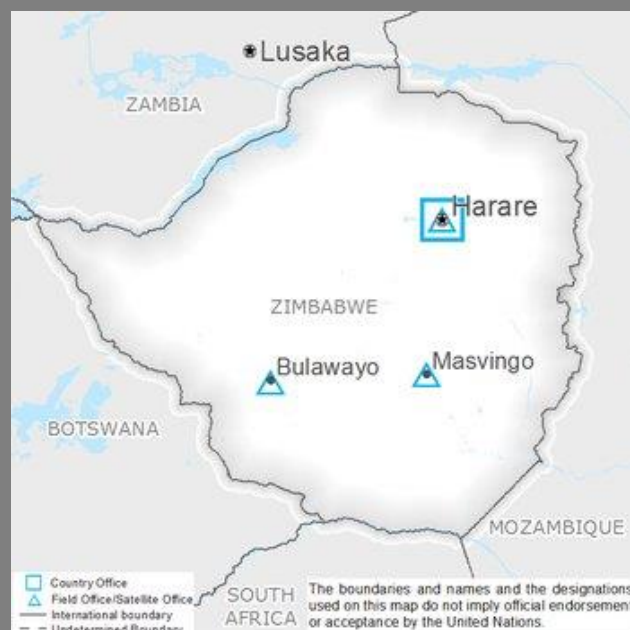 Lusaka
ZAMBIA
Harare
ZIMBABWE
Bulawayo
Masvingo
BOTSWANA
MOZAMBIQUE
SOUTH
AFRICA
Country Office
Field Office/Satellite Office
International boundary
Undetermined Boundary
The boundaries and names and the designations
used on this map do not imply official endorsement
or acceptance by the United Nations.